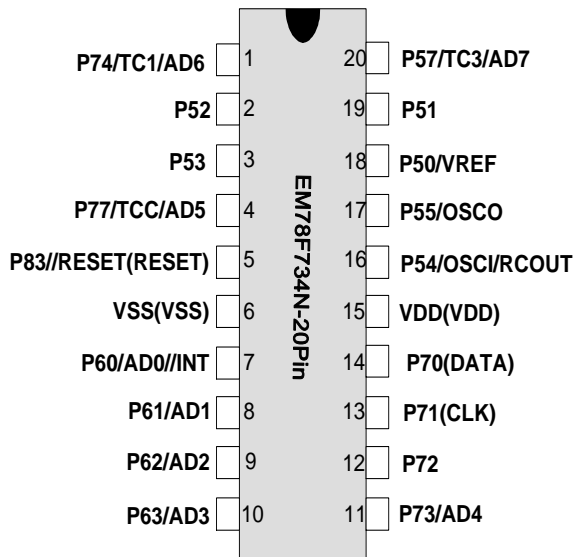 P74/TC1/AD6 1 20 P57/TC3/AD7
P52 2 19 P51
P53 3 18 P50/VREF
P77/TCC/AD5 4 17 P55/OSCO
P83//RESET(RESET) 5 16 P54/OSCI/RCOUT
VSS(VSS) 6 15 VDD(VDD)
P60/AD0//INT 7 14 P70(DATA)
P61/AD1 8 13 P71(CLK)
P62/AD2 9 12 P72
P63/AD3 10 11 P73/AD4
EM78F734N-20Pin